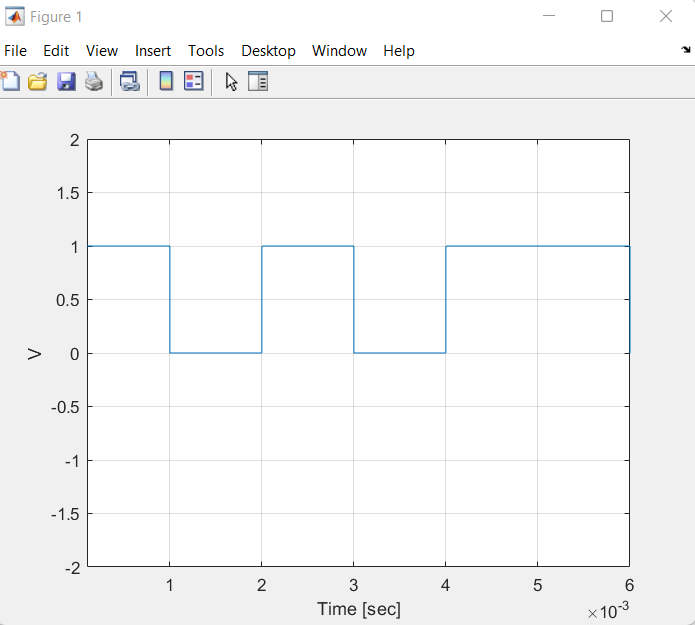 Figure 1
File Edit View Insert Tools Desktop Window Help
2
1.5
1
0.5
0
-0.5
-1
-1.5
-2
V
1 2 3 4 5 6
Time [sec]
×10⁻³